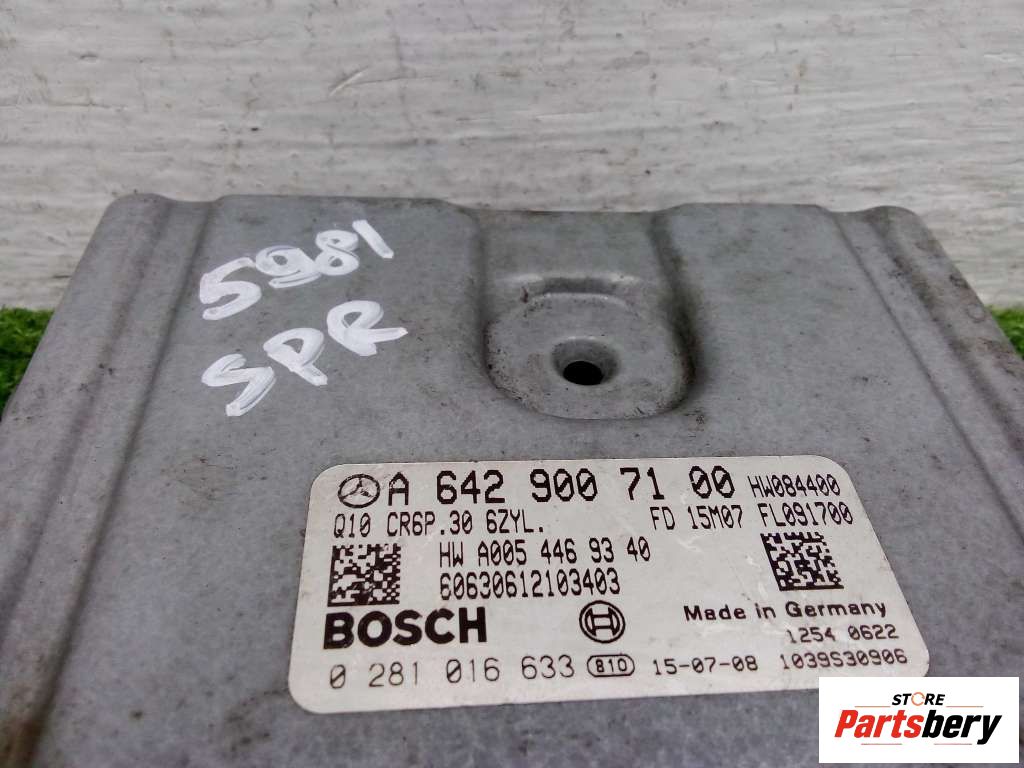 5981
SPR
A 642 900 71 00 HW084400
Q10 CR6P.30 6ZYL. FD 15M07 FL091700
HW A005 446 93 40
60630612103403
BOSCH
Made in Germany
1254 0622
0 281 016 633 810 15-07-08 1039S30906
STORE
Partsbery